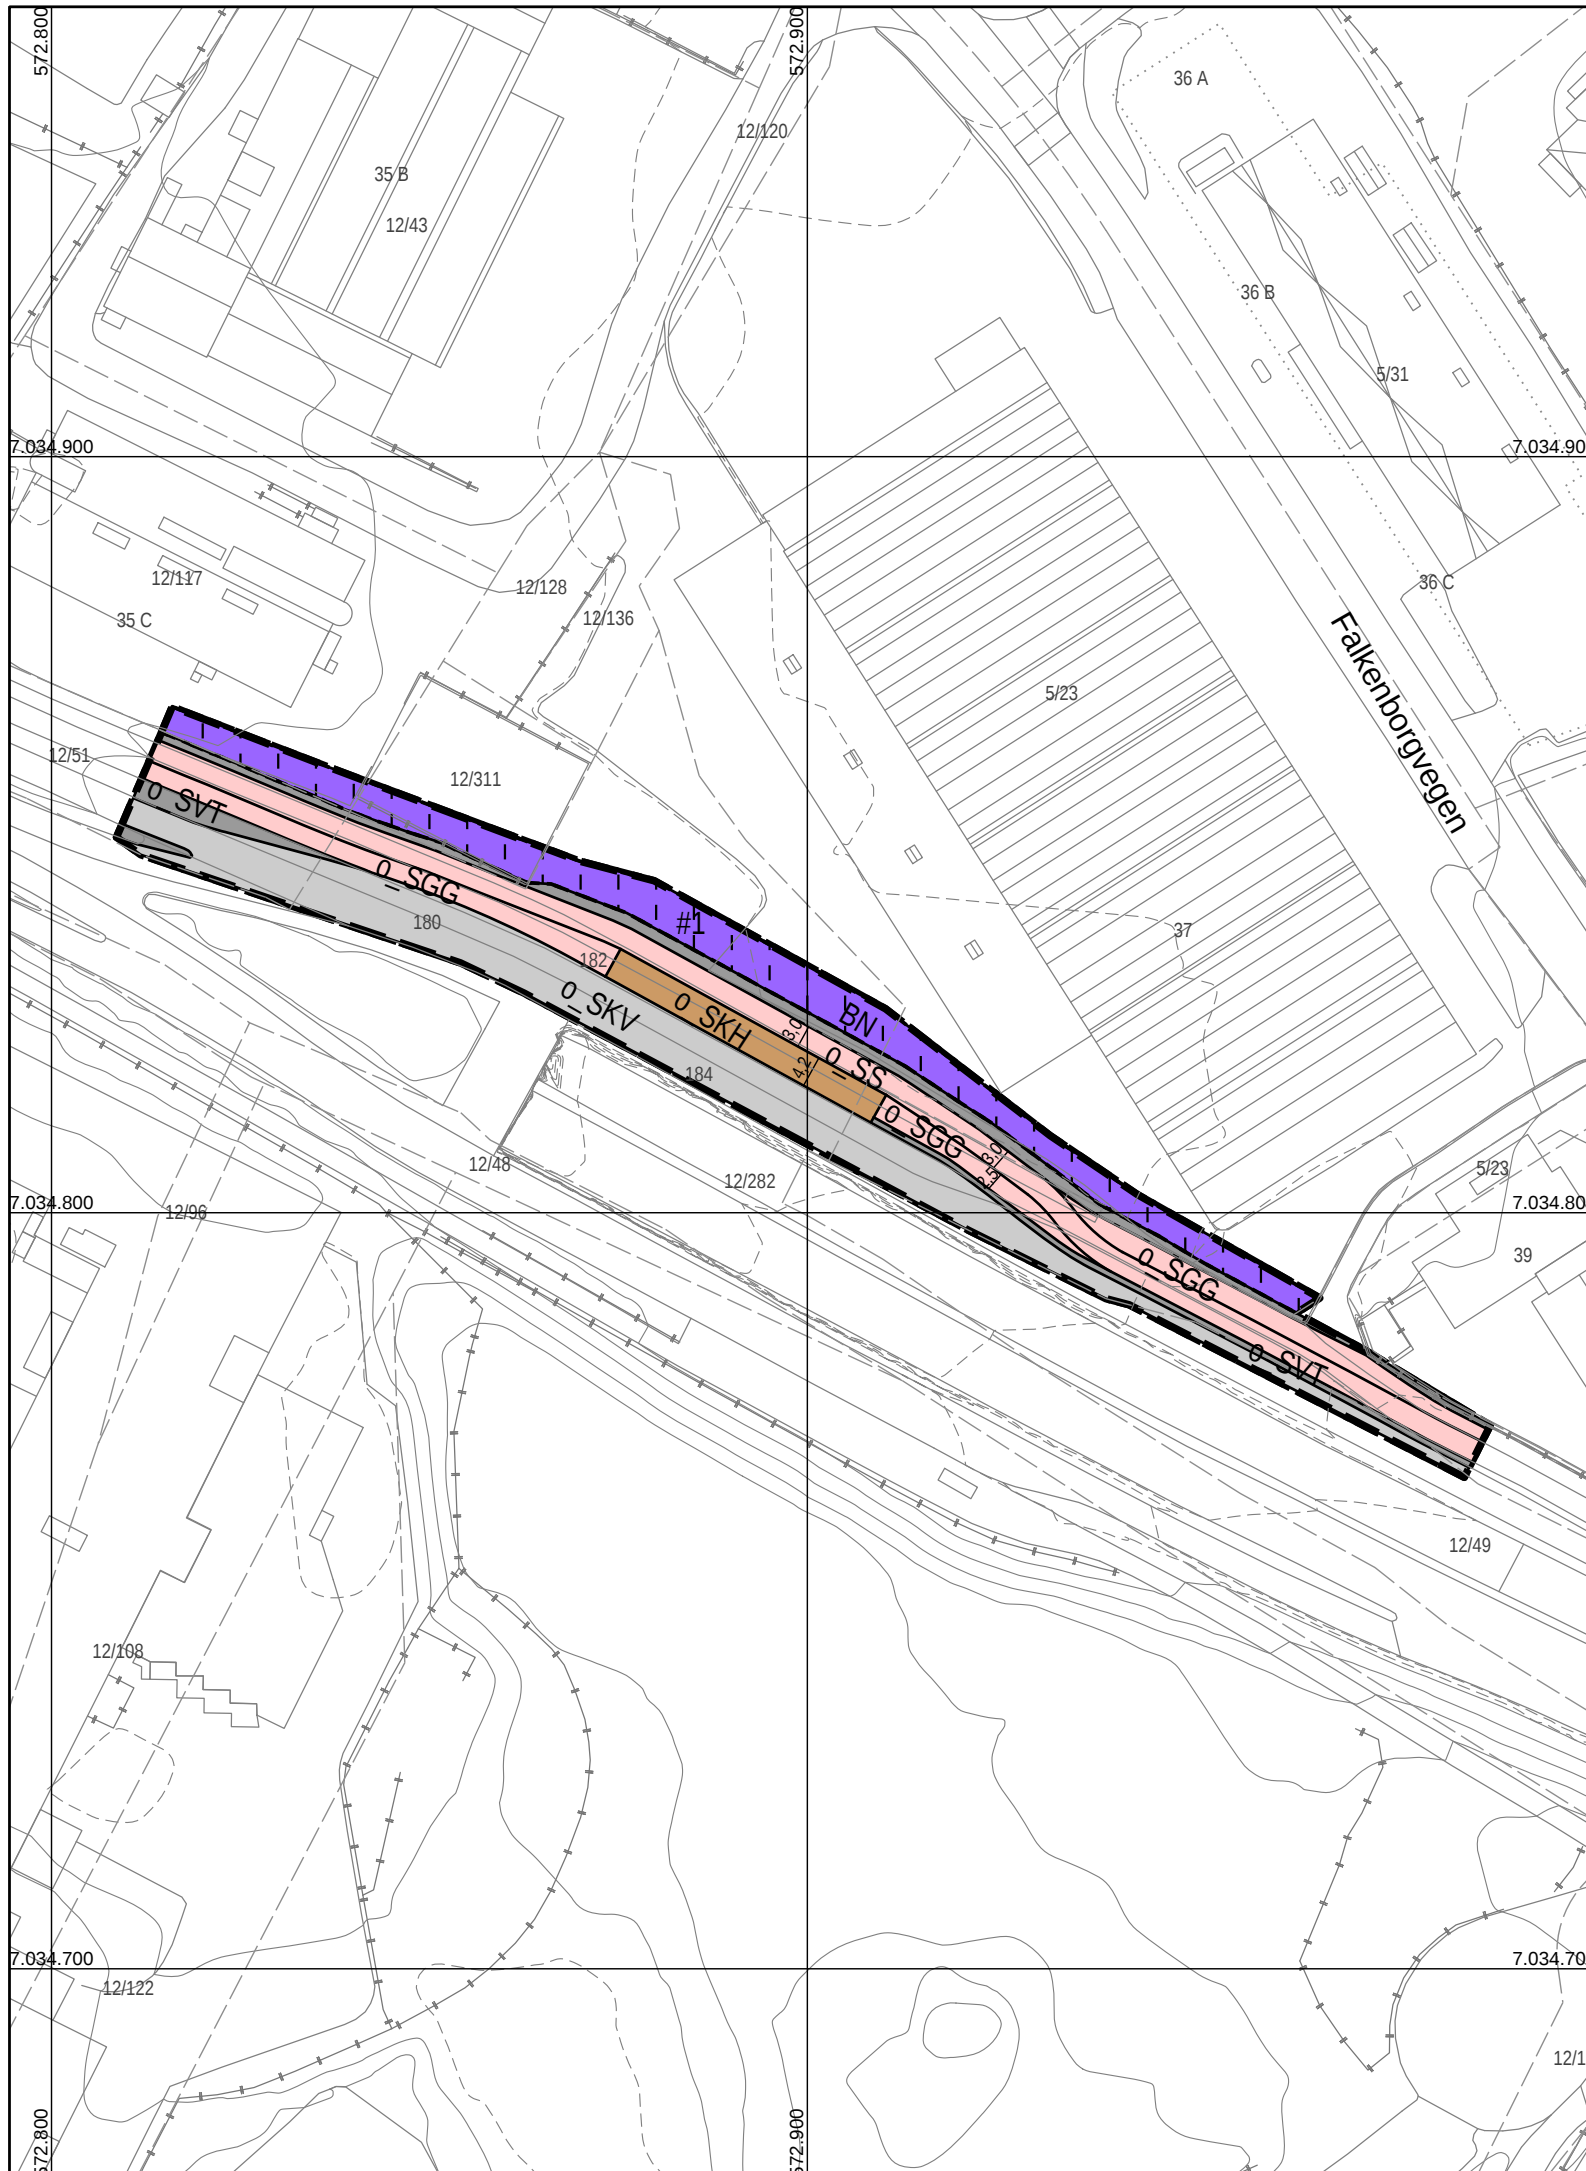 572.800
572.900
36 A
12/120
35 B
12/43
36 B
5/31
7.034.900
7.034.90
12/117
12/128
36 C
35 C
12/136
Falkenborgvegen
5/23
12/51
12/311
o_SVT
o_SGG
180
#1
37
182
o_SKV
o_SKH
BN
3,0
4,2
o_SS
184
o_SGG
3,0
2,5
12/48
12/282
5/23
12/96
7.034.800
7.034.80
o_SGG
39
o_SVT
12/49
12/108
7.034.700
7.034.70
12/122
12/1
572.800
572.900